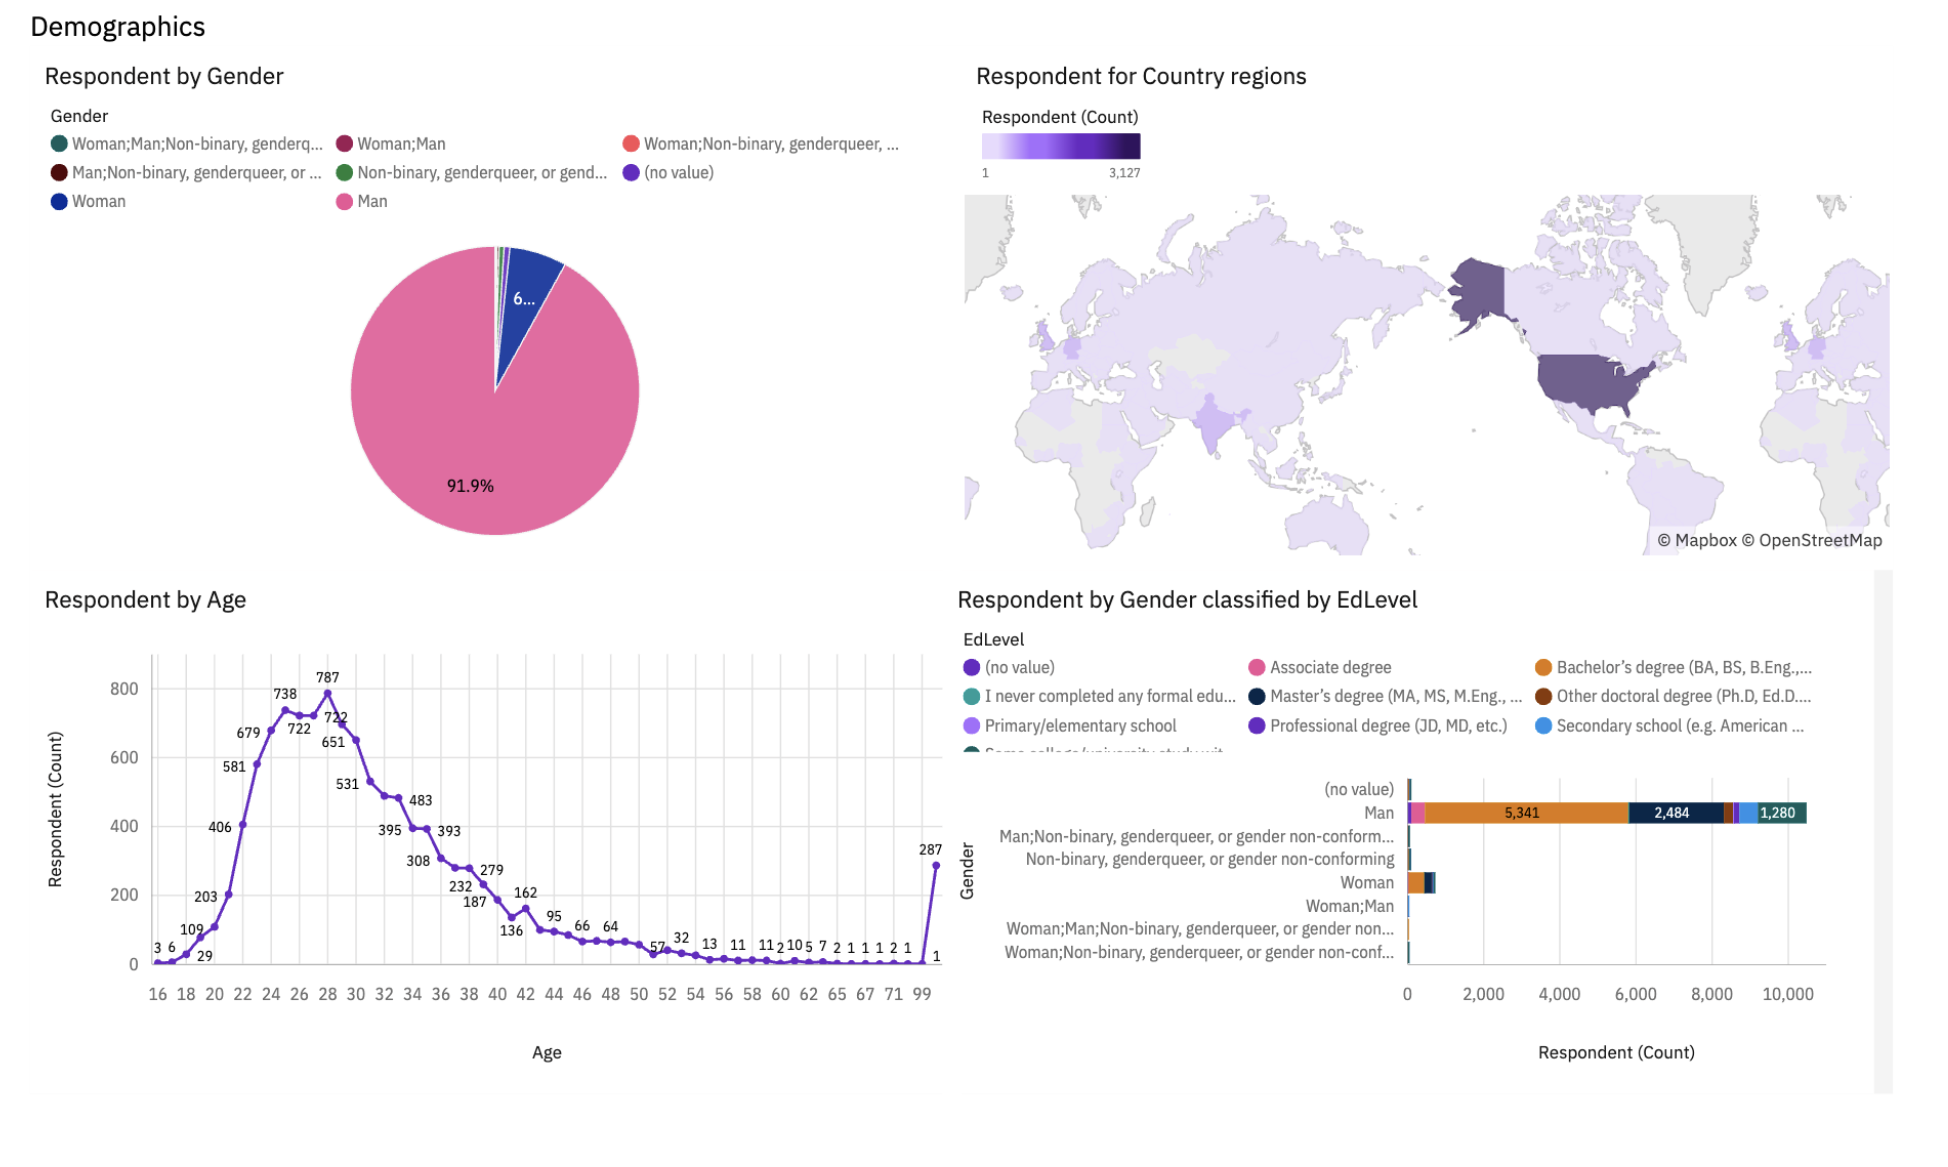 Demographics
Respondent by Gender
Gender
Woman;Man;Non-binary, genderq...
Woman;Man
Woman;Non-binary, genderqueer, ...
Man;Non-binary, genderqueer, or ...
Non-binary, genderqueer, or gend...
(no value)
Woman
Man
6...
91.9%
Respondent for Country regions
Respondent (Count)
1 3,127
© Mapbox © OpenStreetMap
Respondent by Age
Respondent (Count)
800
600
400
200
0
3 6 29 109 203 406 581 679 738 722 787 722 651 531 483 395 393 308 279 232 187 136 162 95 66 64 57 32 13 11 11 2 10 5 7 2 1 1 1 2 1 1 287
16 18 20 22 24 26 28 30 32 34 36 38 40 42 44 46 48 50 52 54 56 58 60 62 65 67 71 99
Age
Respondent by Gender classified by EdLevel
EdLevel
(no value)
Associate degree
Bachelor's degree (BA, BS, B.Eng.,...
I never completed any formal edu...
Master's degree (MA, MS, M.Eng., ...
Other doctoral degree (Ph.D, Ed.D....
Primary/elementary school
Professional degree (JD, MD, etc.)
Secondary school (e.g. American ...
Gender
(no value)
Man
5,341 2,484 1,280
Man;Non-binary, genderqueer, or gender non-conform...
Non-binary, genderqueer, or gender non-conforming
Woman
Woman;Man
Woman;Man;Non-binary, genderqueer, or gender non...
Woman;Non-binary, genderqueer, or gender non-conf...
0 2,000 4,000 6,000 8,000 10,000
Respondent (Count)